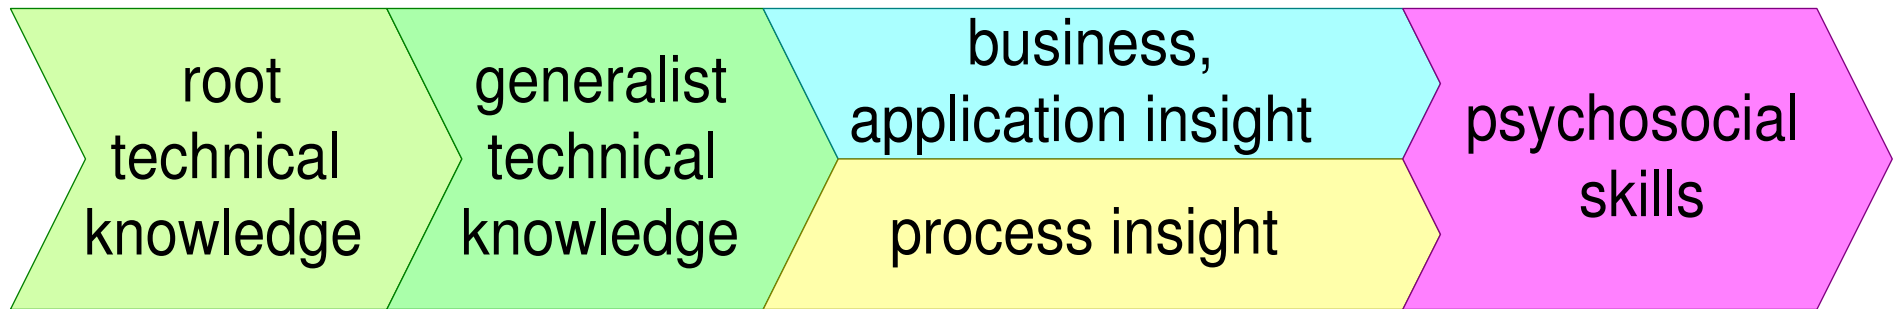 root
technical
knowledge
generalist
technical
knowledge
business,
application insight
process insight
psychosocial
skills